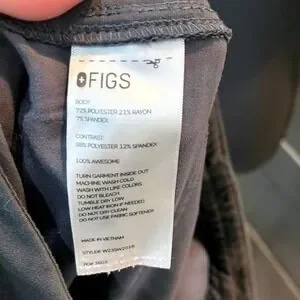 FIGS
BODY:
72% POLYESTER 21% RAYON
7% SPANDEX
CONTRAST:
88% POLYESTER 12% SPANDEX
100% AWESOME
TURN GARMENT INSIDE OUT
MACHINE WASH COLD
WASH WITH LIKE COLORS
DO NOT BLEACH
TUMBLE DRY LOW
LOW HEAT IRON IF NEEDED
DO NOT DRY CLEAN
DO NOT USE FABRIC SOFTENER
MADE IN VIETNAM
STYLE#
PO#